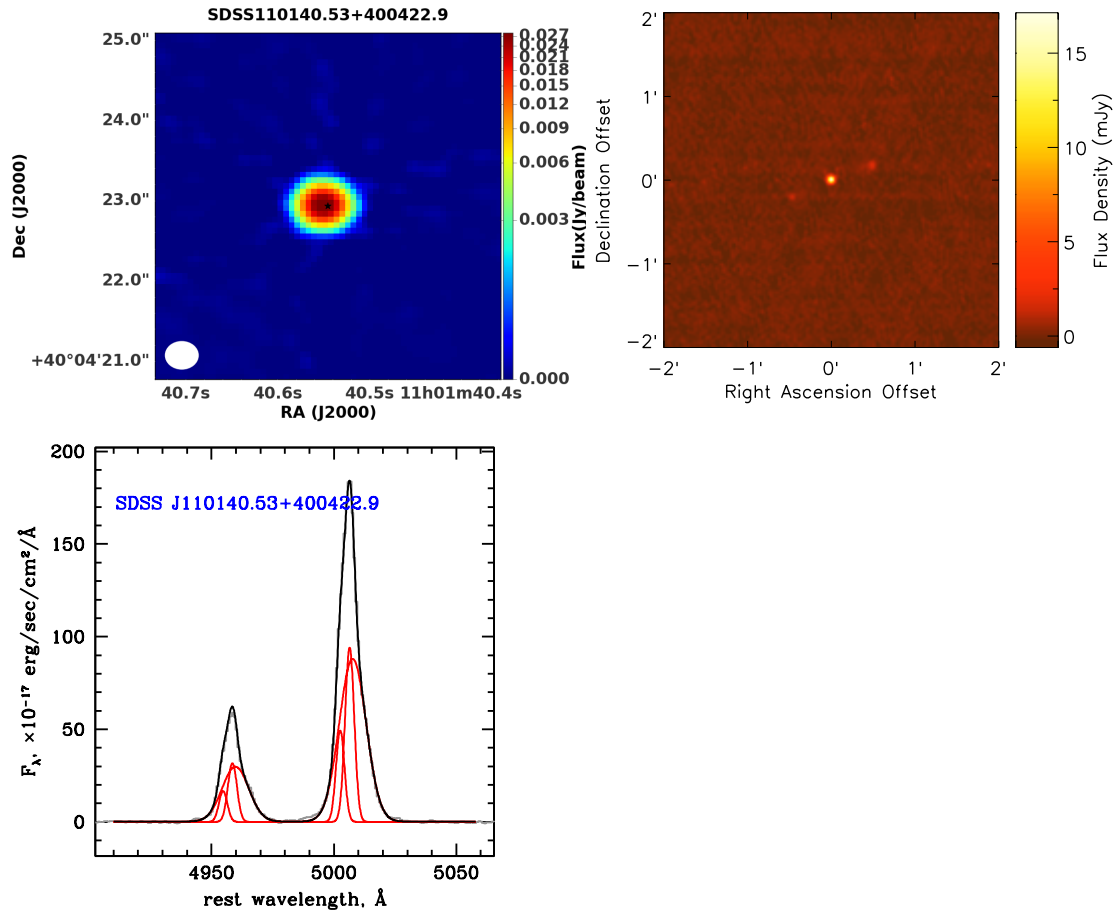 SDSS110140.53+400422.9
25.0"
24.0"
23.0"
22.0"
+40°04'21.0"
Dec (J2000)
40.7s 40.6s 40.5s 11h01m40.4s
RA (J2000)
0.027
0.024
0.021
0.018
0.015
0.012
0.009
0.006
0.003
0.000
Flux(Jy/beam)
2'
1'
0'
−1'
−2'
Declination Offset
−2' −1' 0' 1' 2'
Right Ascension Offset
15
10
5
0
Flux Density (mJy)
SDSS J110140.53+400422.9
200
150
100
50
0
Fλ, ×10⁻¹⁷ erg/sec/cm²/Å
4950 5000 5050
rest wavelength, Å